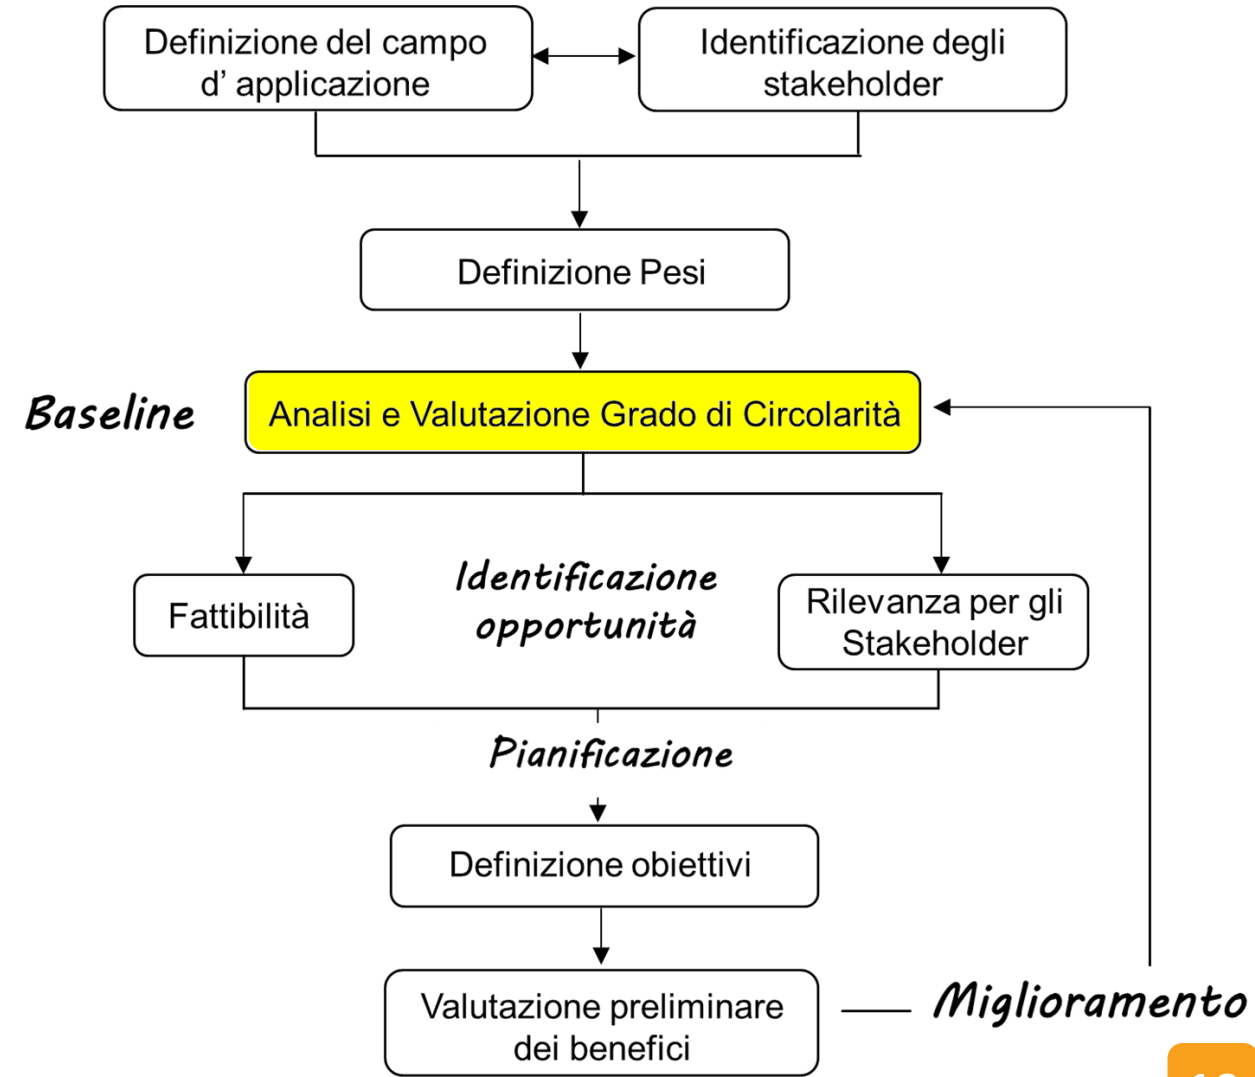 Definizione del campo
d' applicazione
Identificazione degli
stakeholder
Definizione Pesi
Baseline
Analisi e Valutazione Grado di Circolarità
Fattibilità
Identificazione
opportunità
Rilevanza per gli
Stakeholder
Pianificazione
Definizione obiettivi
Valutazione preliminare
dei benefici
Miglioramento